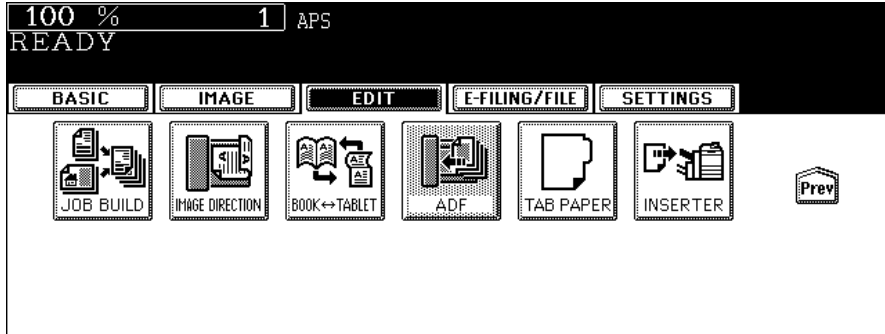 100 % 1 APS
READY
BASIC IMAGE EDIT E-FILING/FILE SETTINGS
JOB BUILD IMAGE DIRECTION BOOK↔TABLET ADF TAB PAPER INSERTER Prev